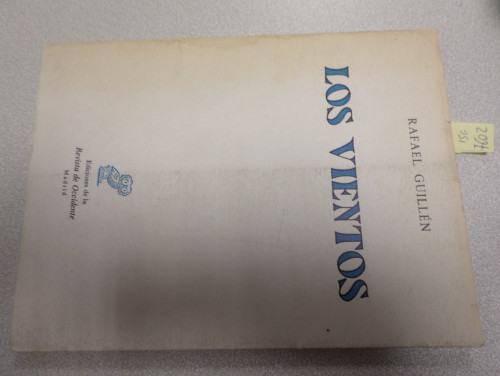 RAFAEL GUILLÉN
LOS VIENTOS
Ediciones de la
Revista de Occidente
Madrid